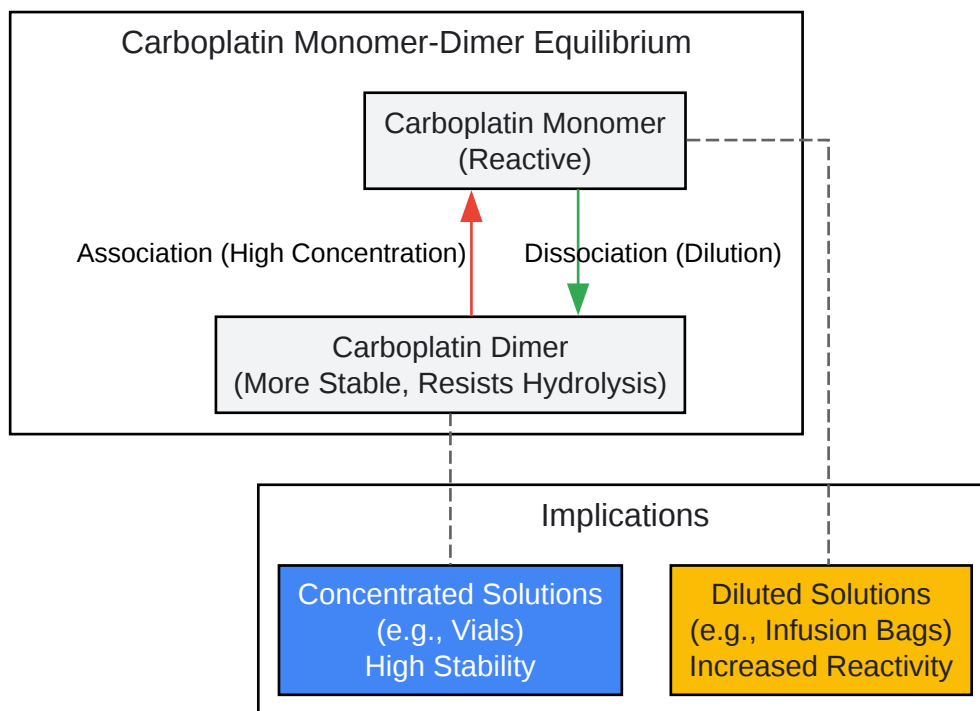 Carboplatin Monomer-Dimer Equilibrium
Carboplatin Monomer
(Reactive)
Association (High Concentration)
Dissociation (Dilution)
Carboplatin Dimer
(More Stable, Resists Hydrolysis)
Implications
Concentrated Solutions
(e.g., Vials)
High Stability
Diluted Solutions
(e.g., Infusion Bags)
Increased Reactivity